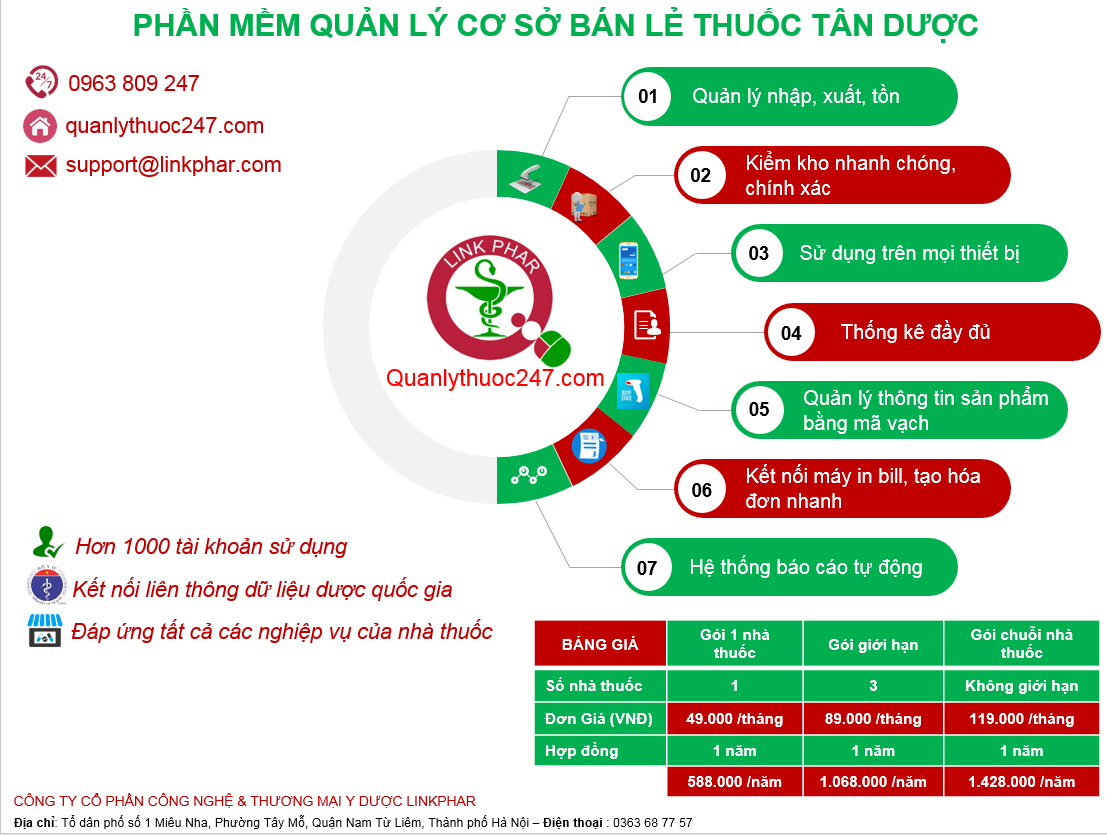 PHẦN MỀM QUẢN LÝ CƠ SỞ BÁN LẺ THUỐC TÂN DƯỢC
24/7
0963 809 247
quanlythuoc247.com
support@linkphar.com
LINK PHAR
Quanlythuoc247.com
01 Quản lý nhập, xuất, tồn
02 Kiểm kho nhanh chóng,
chính xác
03 Sử dụng trên mọi thiết bị
04 Thống kê đầy đủ
05 Quản lý thông tin sản phẩm
bằng mã vạch
06 Kết nối máy in bill, tạo hóa
đơn nhanh
07 Hệ thống báo cáo tự động
Hơn 1000 tài khoản sử dụng
BỘ Y TẾ
Kết nối liên thông dữ liệu dược quốc gia
Đáp ứng tất cả các nghiệp vụ của nhà thuốc
BẢNG GIÁ Gói 1 nhà thuốc Gói giới hạn Gói chuỗi nhà thuốc
Số nhà thuốc 1 3 Không giới hạn
Đơn Giá (VNĐ) 49.000 /tháng 89.000 /tháng 119.000 /tháng
Hợp đồng 1 năm 1 năm 1 năm
588.000 /năm 1.068.000 /năm 1.428.000 /năm
CÔNG TY CỔ PHẦN CÔNG NGHỆ & THƯƠNG MẠI Y DƯỢC LINKPHAR
Địa chỉ: Tổ dân phố số 1 Miêu Nha, Phường Tây Mỗ, Quận Nam Từ Liêm, Thành phố Hà Nội – Điện thoại : 0363 68 77 57